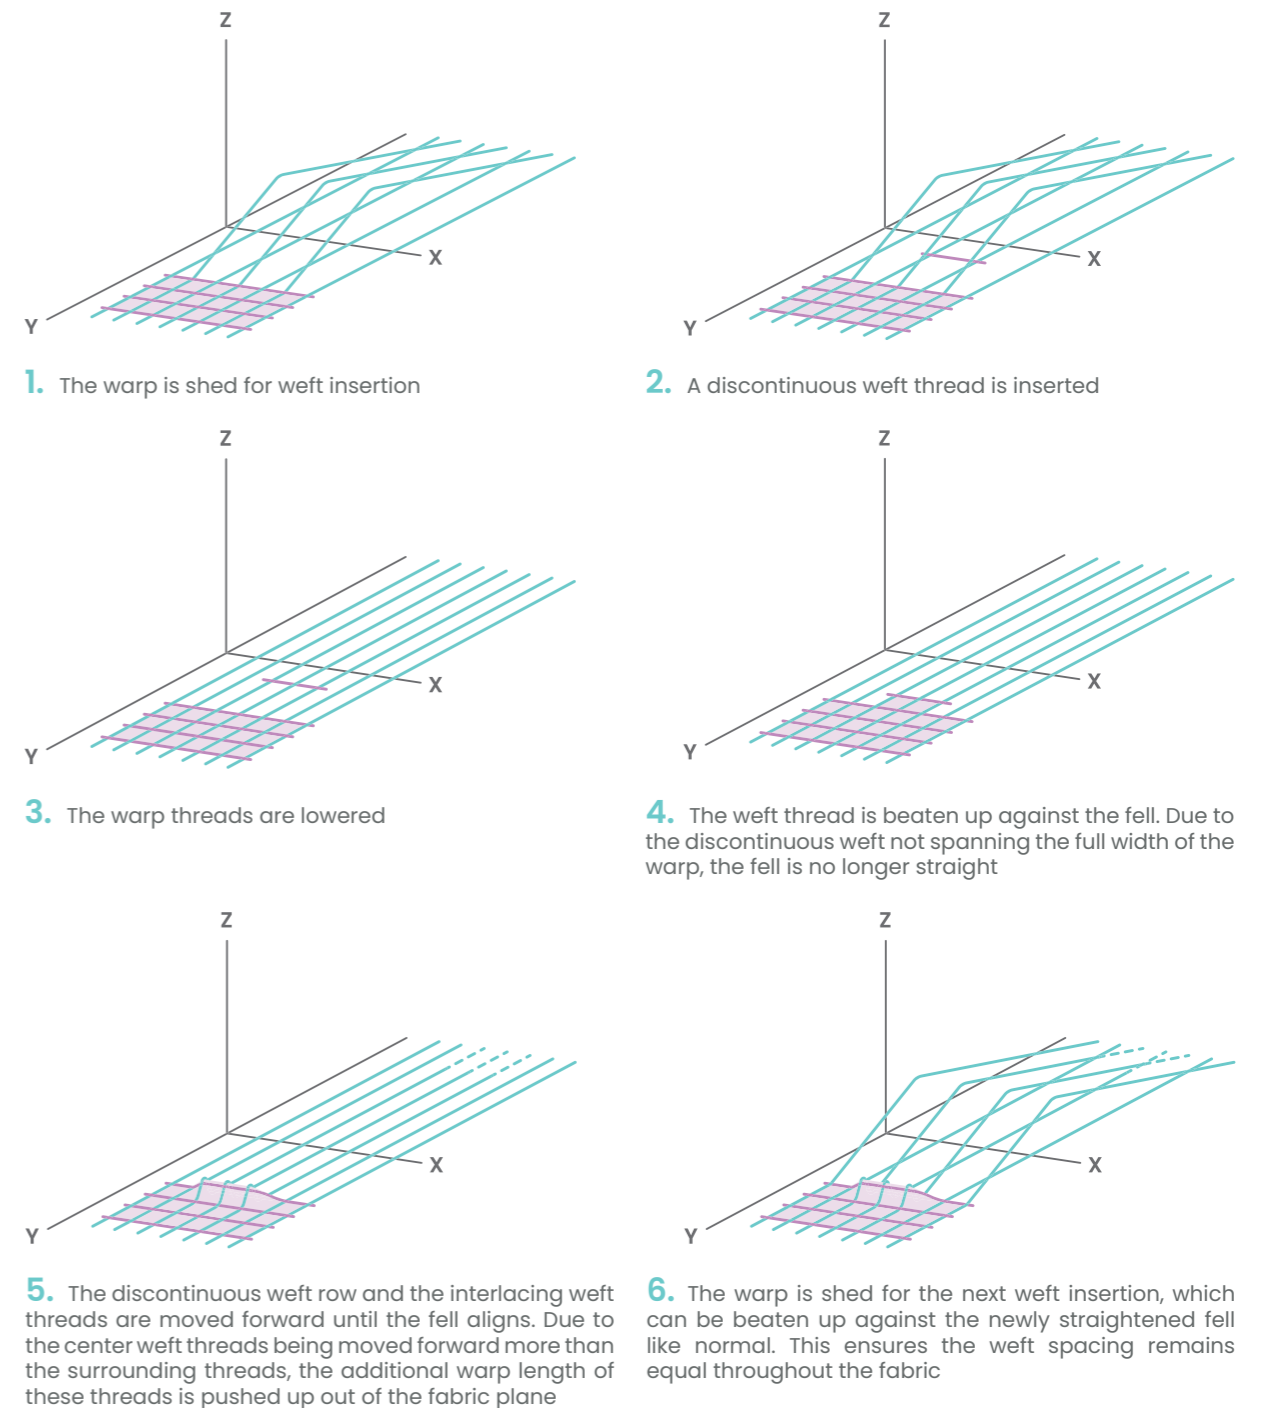 Z
Z
X
X
Y
Y
1. The warp is shed for weft insertion
2. A discontinuous weft thread is inserted
Z
Z
X
X
Y
Y
3. The warp threads are lowered
4. The weft thread is beaten up against the fell. Due to
the discontinuous weft not spanning the full width of the
warp, the fell is no longer straight
Z
Z
X
X
Y
Y
5. The discontinuous weft row and the interlacing weft
threads are moved forward until the fell aligns. Due to
the center weft threads being moved forward more than
the surrounding threads, the additional warp length of
these threads is pushed up out of the fabric plane
6. The warp is shed for the next weft insertion, which
can be beaten up against the newly straightened fell
like normal. This ensures the weft spacing remains
equal throughout the fabric